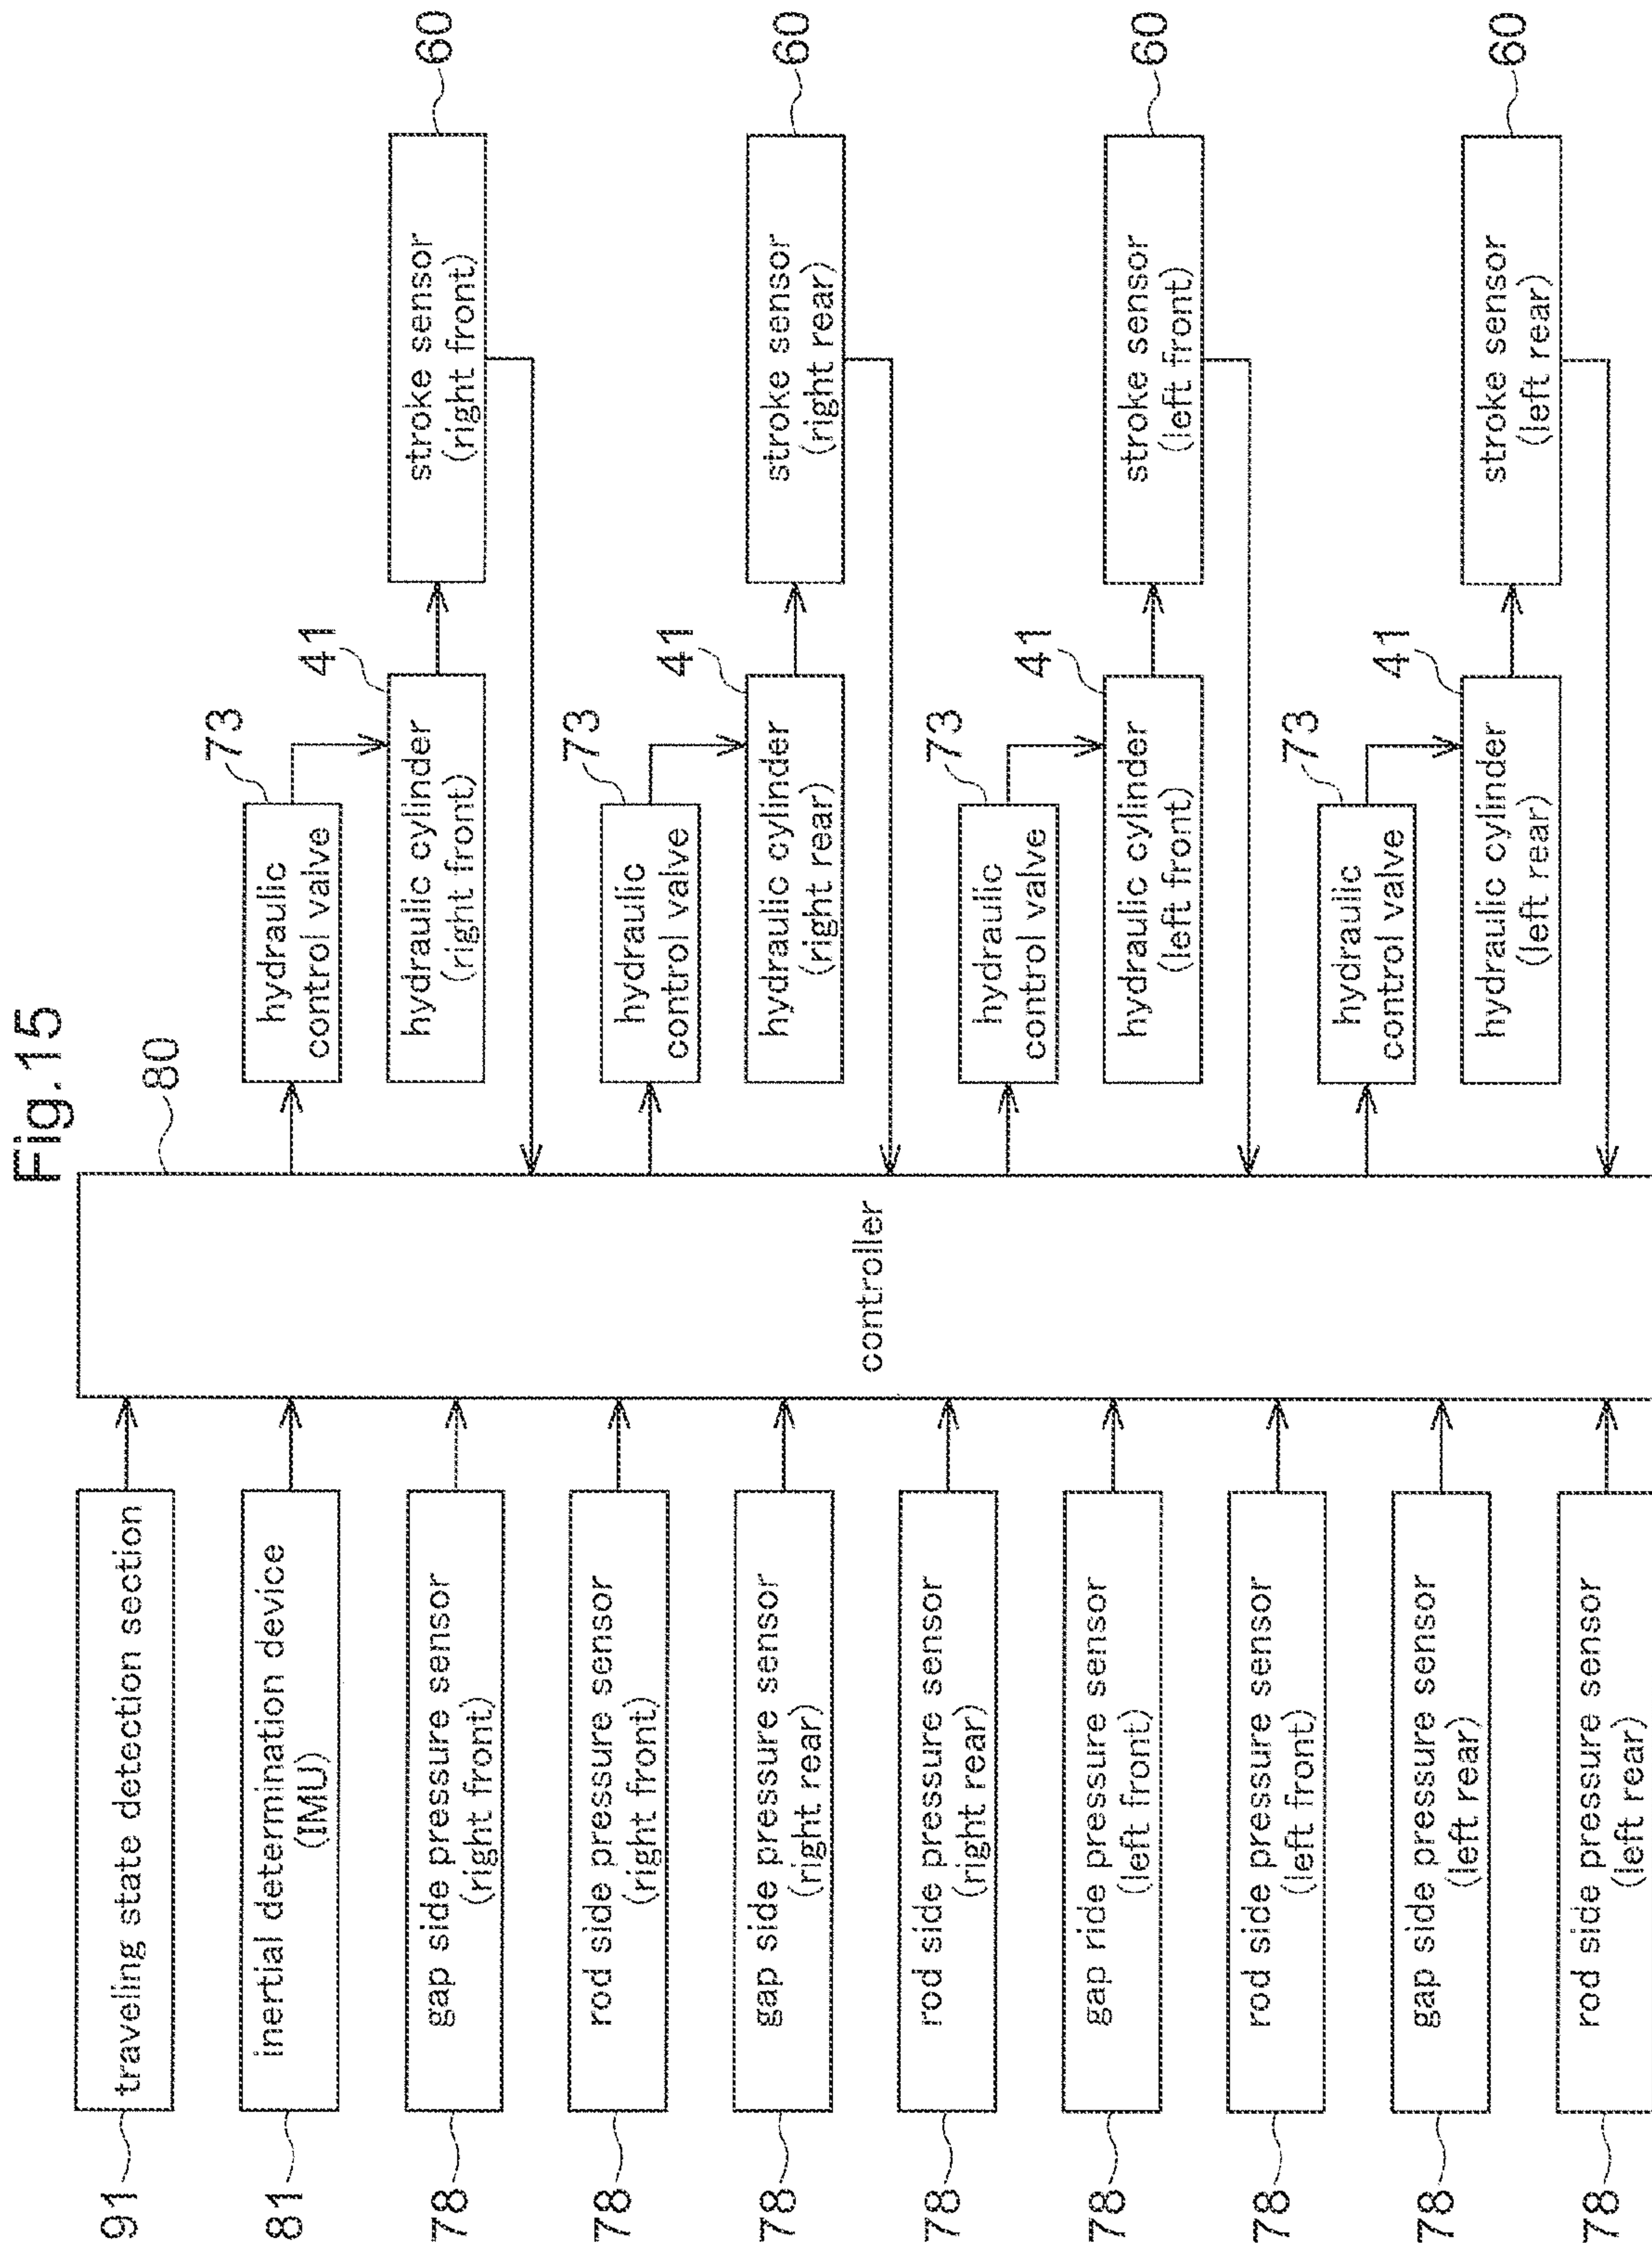 Fig.15
91
traveling state detection section
81
inertial determination device
(IMU)
78
gap side pressure sensor
(right front)
78
rod side pressure sensor
(right front)
78
gap side pressure sensor
(right rear)
78
rod side pressure sensor
(right rear)
78
gap ride pressure sensor
(left front)
78
rod side pressure sensor
(left front)
78
gap side pressure sensor
(left rear)
78
rod side pressure sensor
(left rear)
80
controller
73
hydraulic
control valve
41
hydraulic cylinder
(right front)
60
stroke sensor
(right front)
73
hydraulic
control valve
41
hydraulic cylinder
(right rear)
60
stroke sensor
(right rear)
73
hydraulic
control valve
41
hydraulic cylinder
(left front)
60
stroke sensor
(left front)
73
hydraulic
control valve
41
hydraulic cylinder
(left rear)
60
stroke sensor
(left rear)